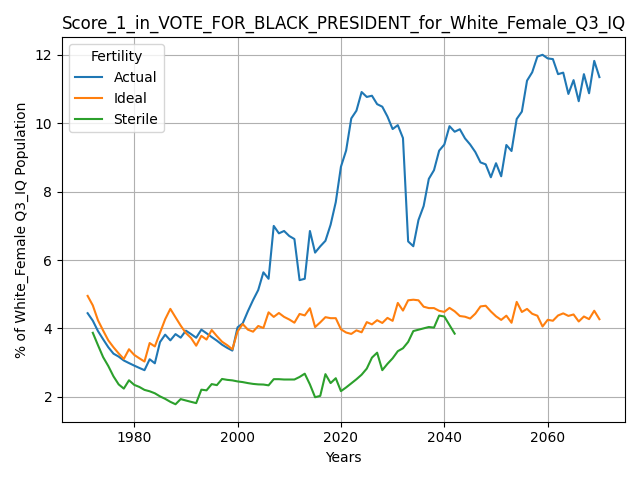 Score_1_in_VOTE_FOR_BLACK_PRESIDENT_for_White_Female_Q3_IQ
Fertility
Actual
Ideal
Sterile
% of White_Female Q3_IQ Population
12
10
8
6
4
2
1980 2000 2020 2040 2060
Years